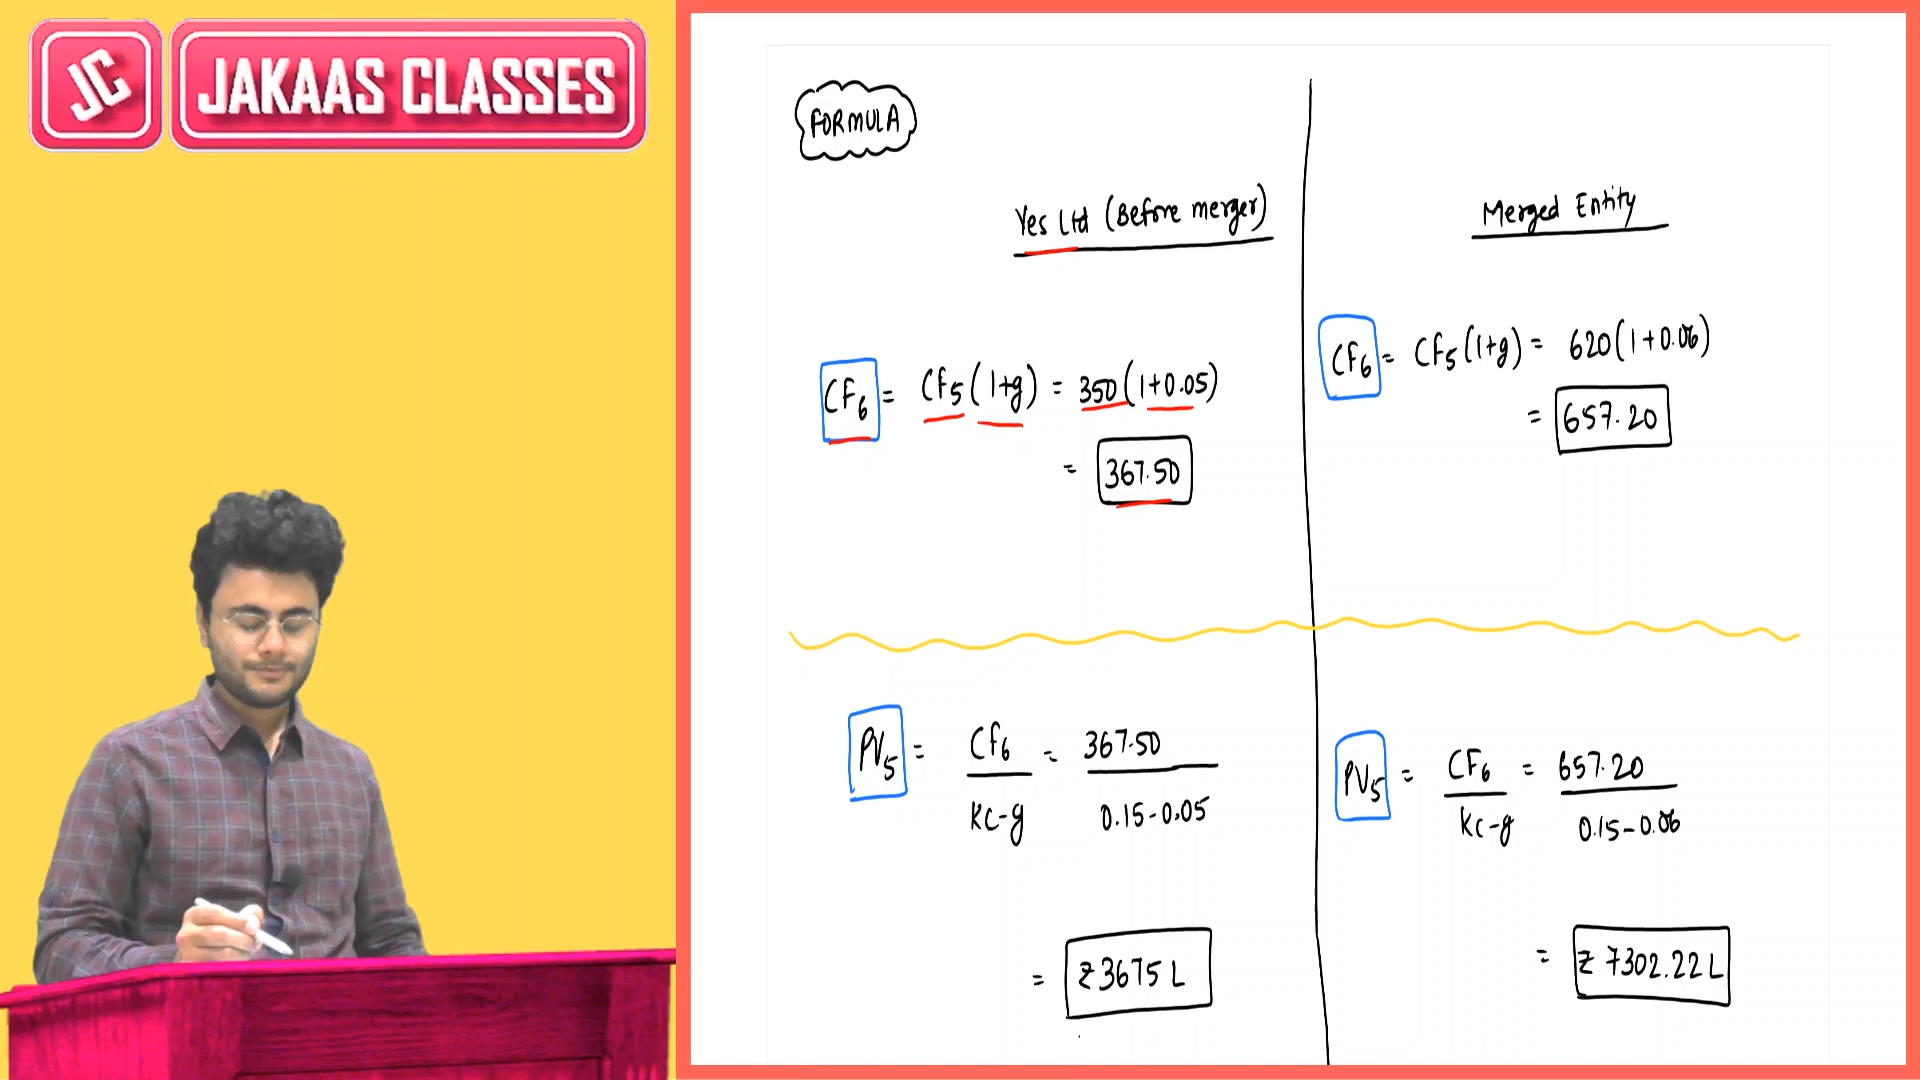 JC
JAKAAS CLASSES
FORMULA
Yes Ltd (Before merger)
CF6 = CF5 (1+g) = 350 (1+0.05)
= 367.50
PV5 = CF6 / Kc-g = 367.50 / 0.15-0.05
= ₹3675 L
Merged Entity
CF6 = CF5 (1+g) = 620 (1+0.06)
= 657.20
PV5 = CF6 / Kc-g = 657.20 / 0.15-0.06
= ₹ 7302.22 L